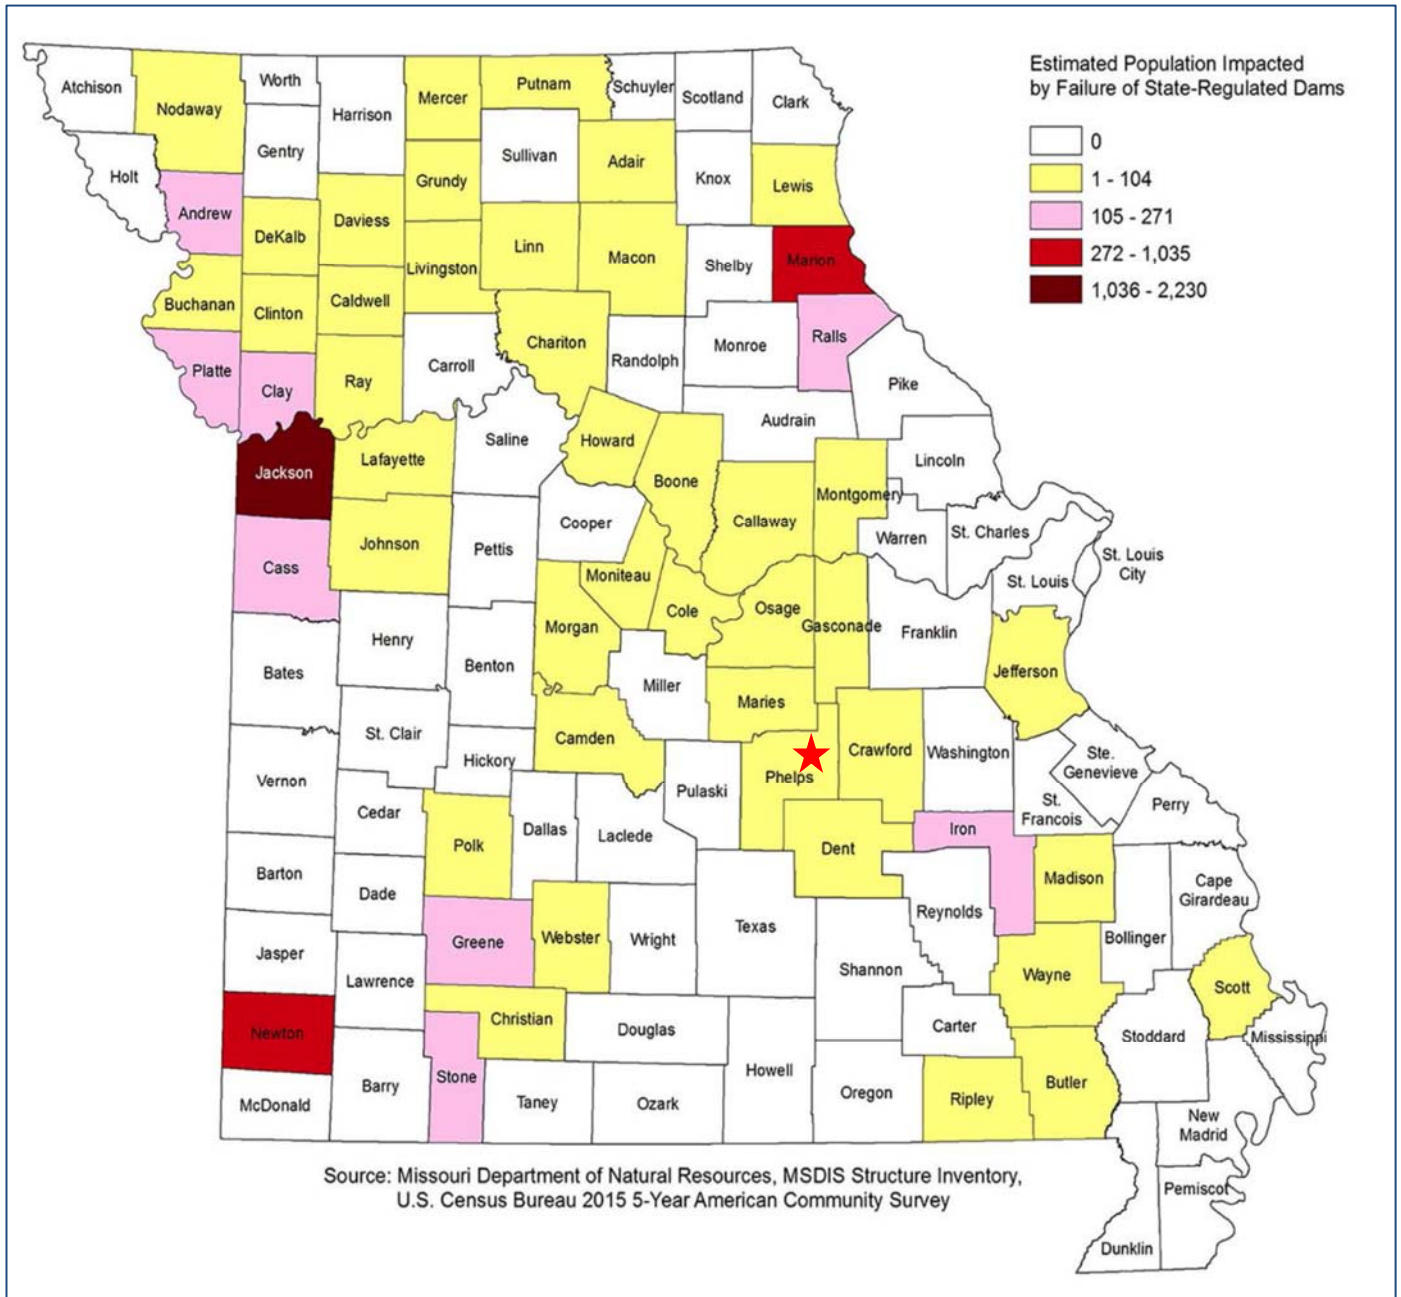 Estimated Population Impacted
by Failure of State-Regulated Dams
0
1 - 104
105 - 271
272 - 1,035
1,036 - 2,230
Atchison
Nodaway
Worth
Harrison
Mercer
Putnam
Schuyler
Scotland
Clark
Holt
Gentry
Sullivan
Adair
Knox
Lewis
Andrew
DeKalb
Daviess
Grundy
Linn
Macon
Shelby
Marion
Buchanan
Clinton
Caldwell
Livingston
Chariton
Randolph
Monroe
Ralls
Platte
Clay
Ray
Carroll
Pike
Audrain
Jackson
Lafayette
Saline
Howard
Boone
Callaway
Montgomery
Lincoln
Cass
Johnson
Pettis
Cooper
Moniteau
Warren
St. Charles
St. Louis
City
St. Louis
Bates
Henry
Benton
Morgan
Cole
Osage
Gasconade
Franklin
Jefferson
Miller
Maries
Vernon
St. Clair
Hickory
Camden
Pulaski
Phelps
Crawford
Washington
Ste.
Genevieve
St.
Francois
Perry
Cedar
Polk
Dallas
Laclede
Dent
Iron
Madison
Barton
Dade
Greene
Webster
Wright
Texas
Reynolds
Bollinger
Cape
Girardeau
Jasper
Lawrence
Shannon
Wayne
Scott
Newton
Christian
Douglas
Carter
Stoddard
Mississippi
McDonald
Barry
Stone
Taney
Ozark
Howell
Oregon
Ripley
Butler
New
Madrid
Pemiscot
Dunklin
Source: Missouri Department of Natural Resources, MSDIS Structure Inventory,
U.S. Census Bureau 2015 5-Year American Community Survey